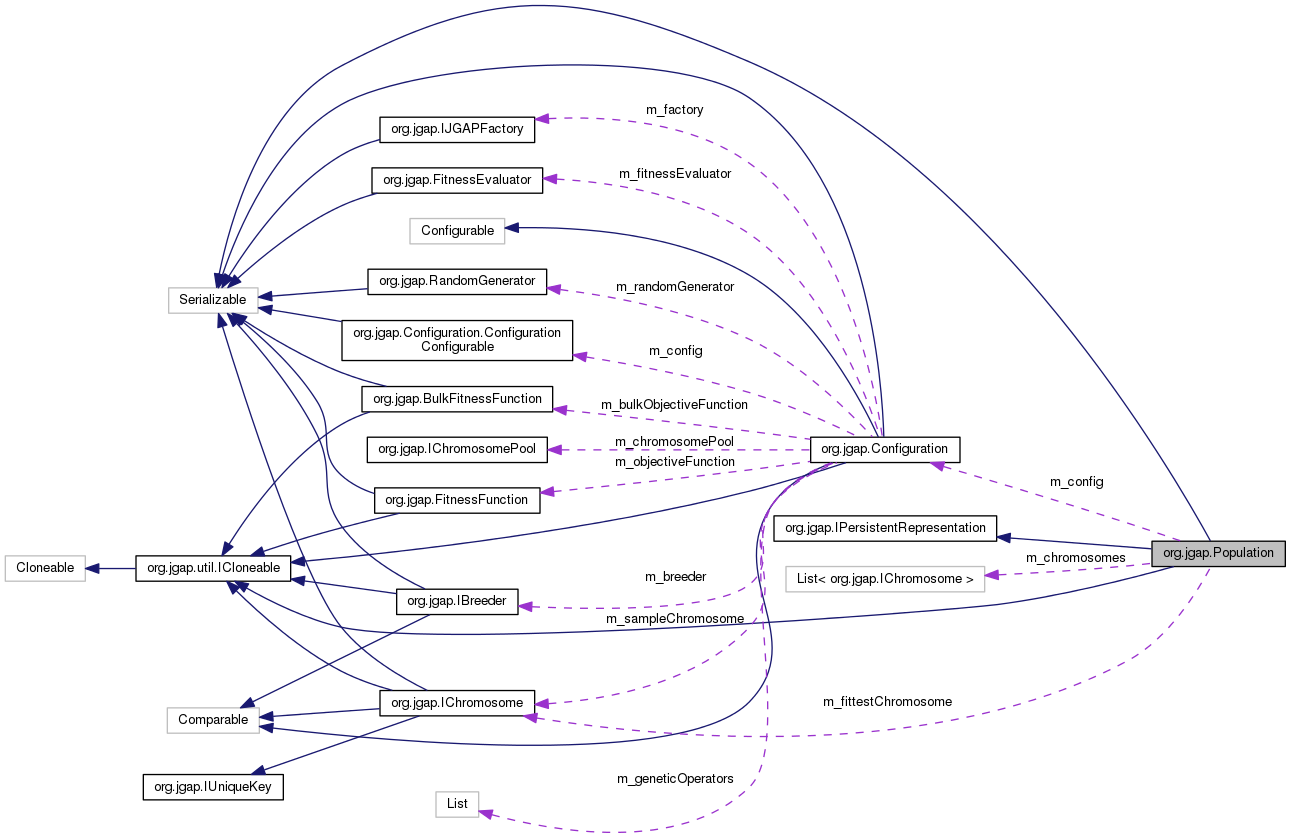 m_factory
org.jgap.IJGAPFactory
m_fitnessEvaluator
org.jgap.FitnessEvaluator
Configurable
org.jgap.RandomGenerator
m_randomGenerator
Serializable
org.jgap.Configuration.Configuration
Configurable
m_config
org.jgap.BulkFitnessFunction
m_bulkObjectiveFunction
org.jgap.IChromosomePool
m_chromosomePool
org.jgap.Configuration
m_objectiveFunction
m_config
org.jgap.FitnessFunction
org.jgap.IPersistentRepresentation
org.jgap.Population
m_chromosomes
Cloneable
org.jgap.util.ICloneable
List< org.jgap.IChromosome >
m_breeder
org.jgap.IBreeder
m_sampleChromosome
org.jgap.IChromosome
m_fittestChromosome
Comparable
m_geneticOperators
org.jgap.IUniqueKey
List